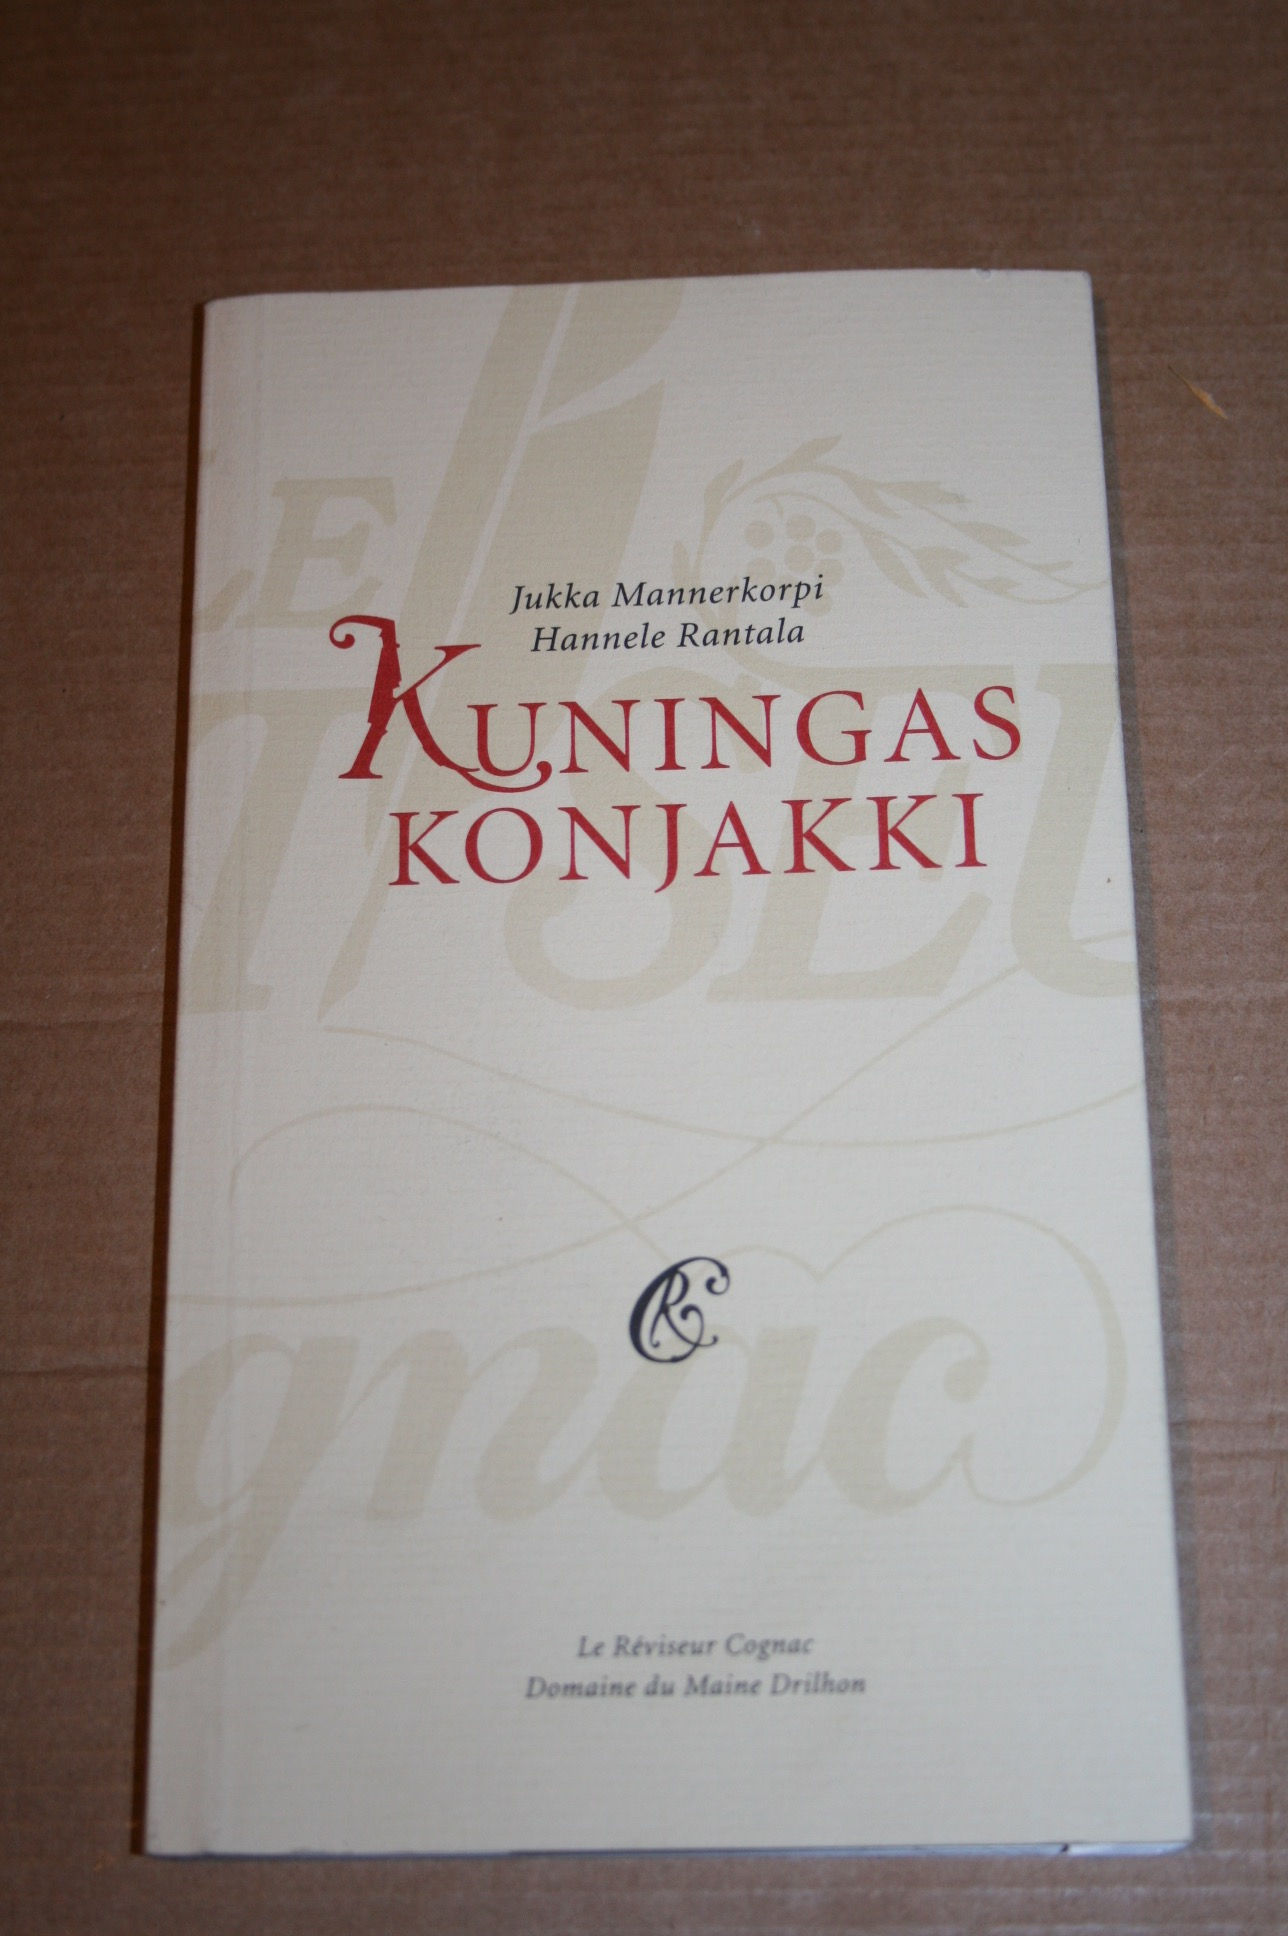 Jukka Mannerkorpi
Hannele Rantala
KUNINGAS
KONJAKKI
Le Réviseur Cognac
Domaine du Maine Drilhon